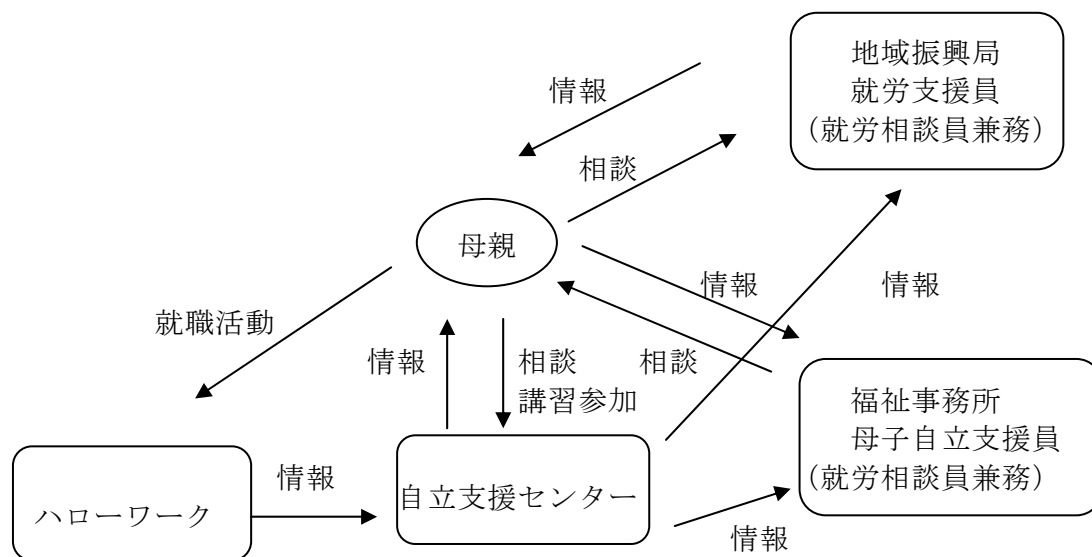 地域振興局
就労支援員
(就労相談員兼務)
情報
相談
母親
情報
情報
就職活動
情報
相談
講習参加
相談
福祉事務所
母子自立支援員
(就労相談員兼務)
情報
ハローワーク
自立支援センター
情報